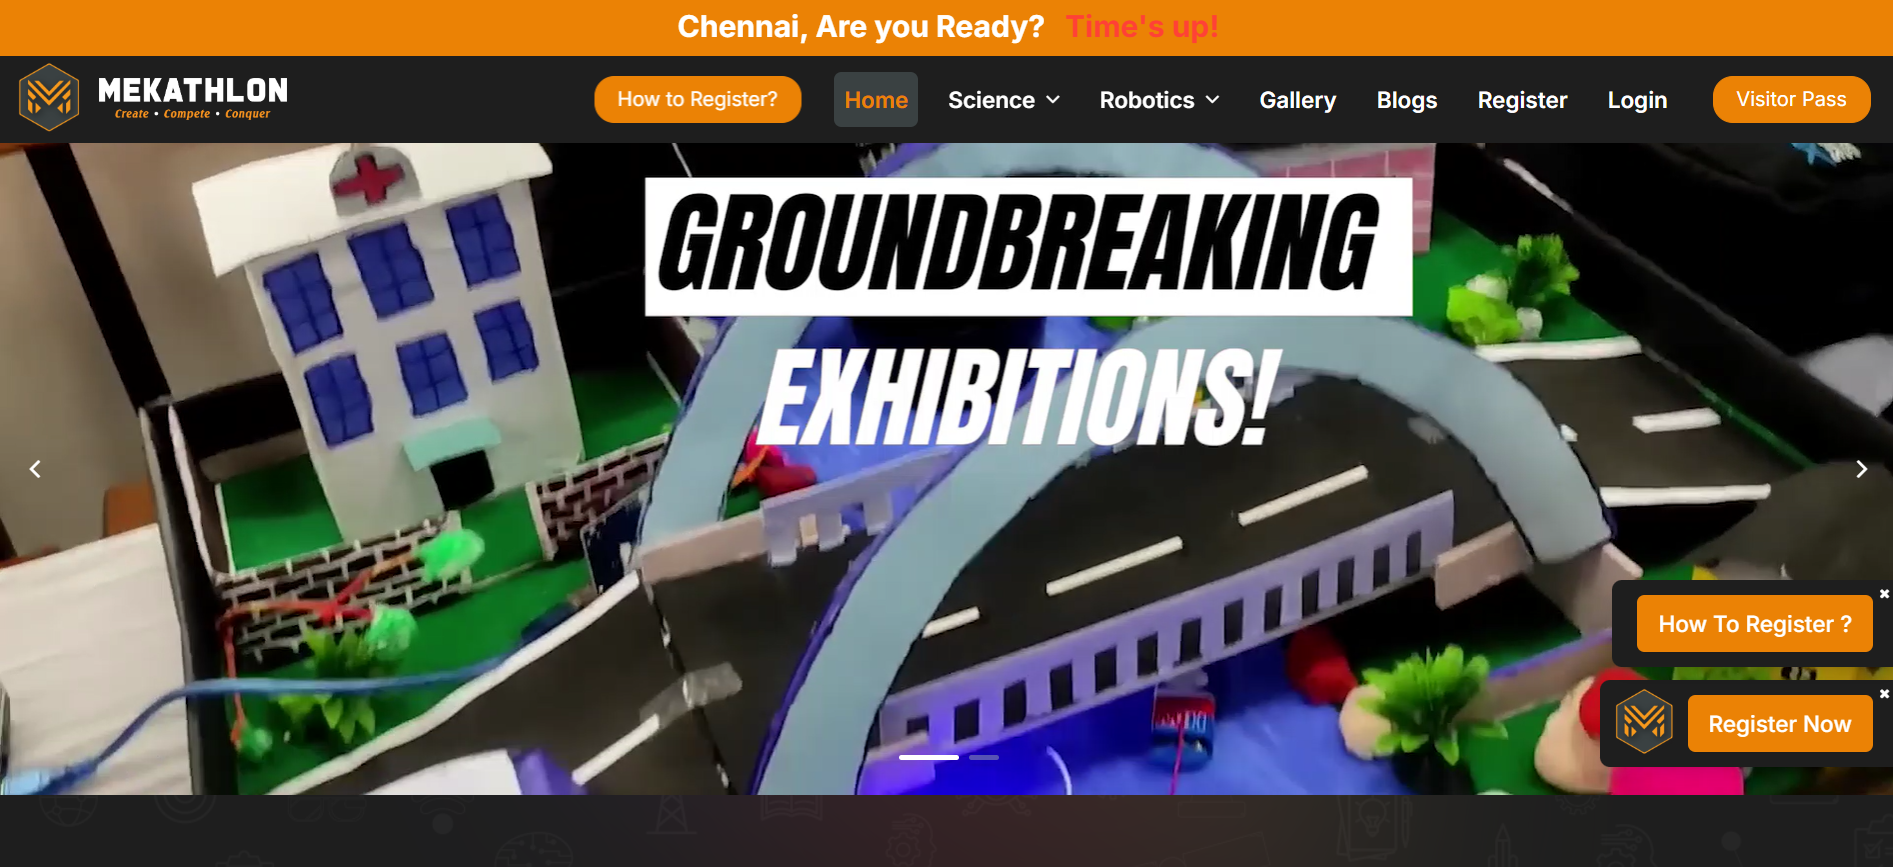 Chennai, Are you Ready? Time's up!
MEKATHLON
Create • Compete • Conquer
How to Register?
Home
Science
Robotics
Gallery
Blogs
Register
Login
Visitor Pass
GROUNDBREAKING
EXHIBITIONS!
How To Register ?
Register Now